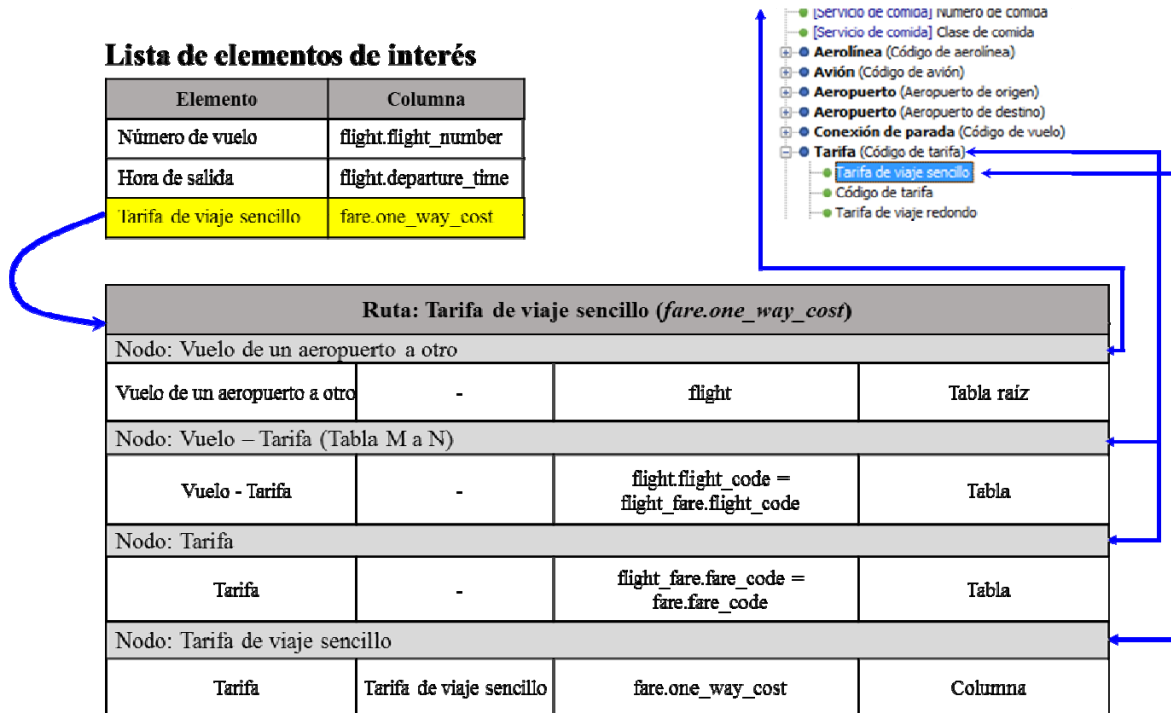 [Servicio de comida] Número de comida
[Servicio de comida] Clase de comida
Aerolínea (Código de aerolínea)
Avión (Código de avión)
Aeropuerto (Aeropuerto de origen)
Aeropuerto (Aeropuerto de destino)
Conexión de parada (Código de vuelo)
Tarifa (Código de tarifa)
Tarifa de viaje sencillo
Código de tarifa
Tarifa de viaje redondo
Lista de elementos de interés
Elemento Columna
Número de vuelo flight.flight_number
Hora de salida flight.departure_time
Tarifa de viaje sencillo fare.one_way_cost
Ruta: Tarifa de viaje sencillo (fare.one_way_cost)
Nodo: Vuelo de un aeropuerto a otro
Vuelo de un aeropuerto a otro - flight Tabla raíz
Nodo: Vuelo – Tarifa (Tabla M a N)
Vuelo - Tarifa - flight.flight_code = Tabla
flight_fare.flight_code
Nodo: Tarifa
Tarifa - flight_fare.fare_code = Tabla
fare.fare_code
Nodo: Tarifa de viaje sencillo
Tarifa Tarifa de viaje sencillo fare.one_way_cost Columna